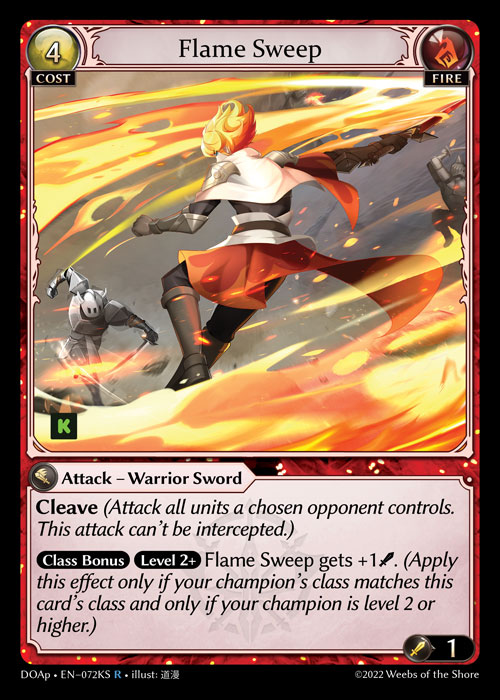 4
Flame Sweep
COST
FIRE
K
Attack – Warrior Sword
Cleave (Attack all units a chosen opponent controls.
This attack can't be intercepted.)
Class Bonus Level 2+ Flame Sweep gets +1. (Apply
this effect only if your champion's class matches this
card's class and only if your champion is level 2 or
higher.)
1
DOAp • EN–072KS R • illust: 道漫
©2022 Weebs of the Shore